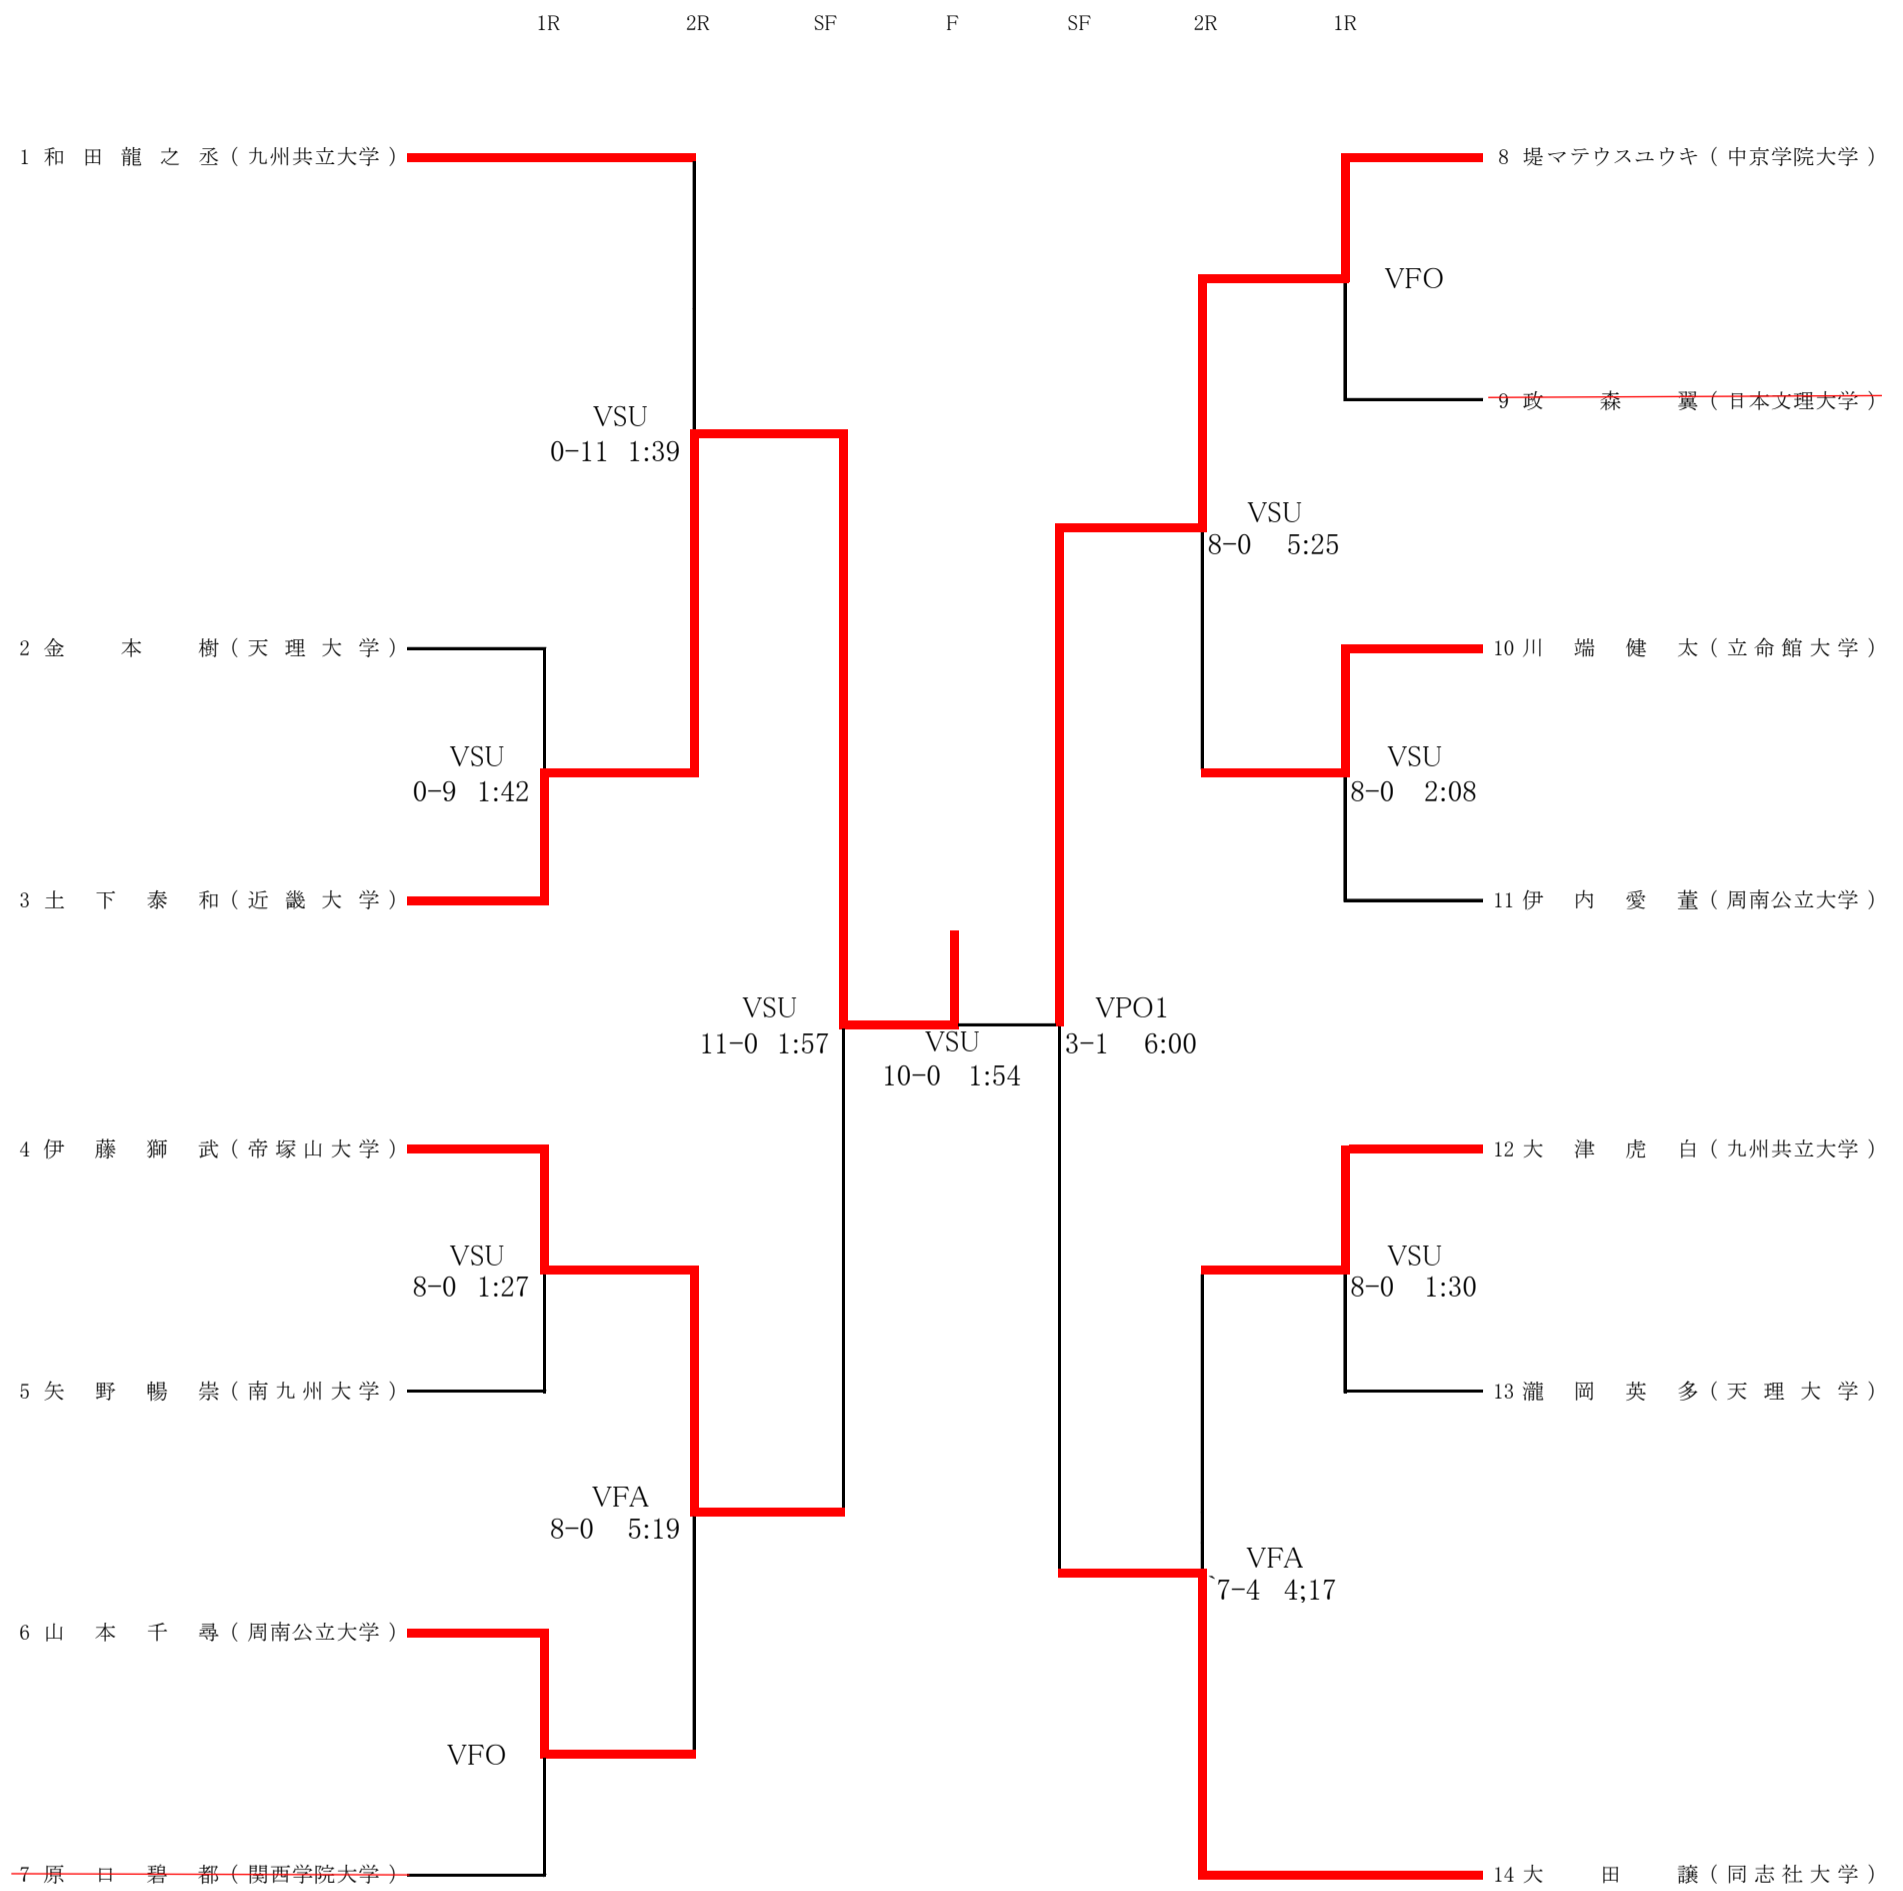 1R 2R SF F SF 2R 1R
1 和田龍之丞（九州共立大学）
8 堤マテウスユウキ（中京学院大学）
VFO
9 政森翼（日本文理大学）
VSU
0-11 1:39
VSU
8-0 5:25
2 金本樹（天理大学）
10 川端健太（立命館大学）
VSU
0-9 1:42
VSU
8-0 2:08
3 土下泰和（近畿大学）
11 伊内愛菫（周南公立大学）
VSU
11-0 1:57
VSU
10-0 1:54
VPO1
3-1 6:00
4 伊藤獅武（帝塚山大学）
12 大津虎白（九州共立大学）
VSU
8-0 1:27
VSU
8-0 1:30
5 矢野暢崇（南九州大学）
13 瀧岡英多（天理大学）
VFA
8-0 5:19
VFA
`7-4 4;17
6 山本千尋（周南公立大学）
VFO
7 原口碧都（関西学院大学）
14 大田譲（同志社大学）